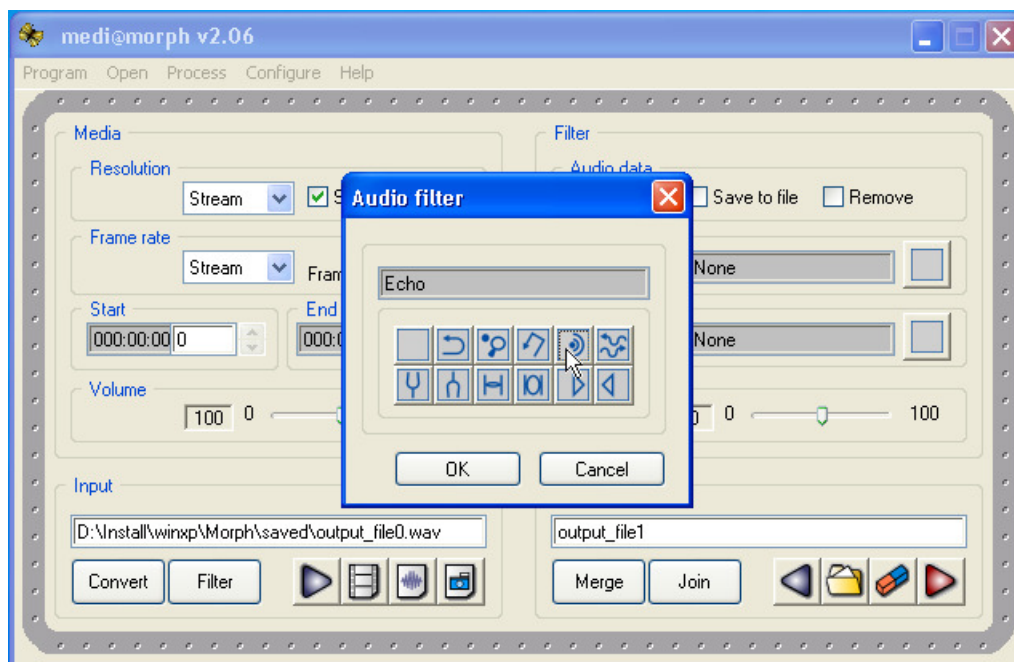 medi@morph v2.06
Program Open Process Configure Help
Media
Filter
Resolution
Audio data
Stream
S
Save to file
Remove
Audio filter
Frame rate
Stream
Fram
None
Echo
Start
End
000:00:00 0
000:0
None
Volume
100 0
0 100
OK Cancel
Input
D:\Install\winxp\Morph\saved\output_file0.wav
output_file1
Convert Filter
Merge Join